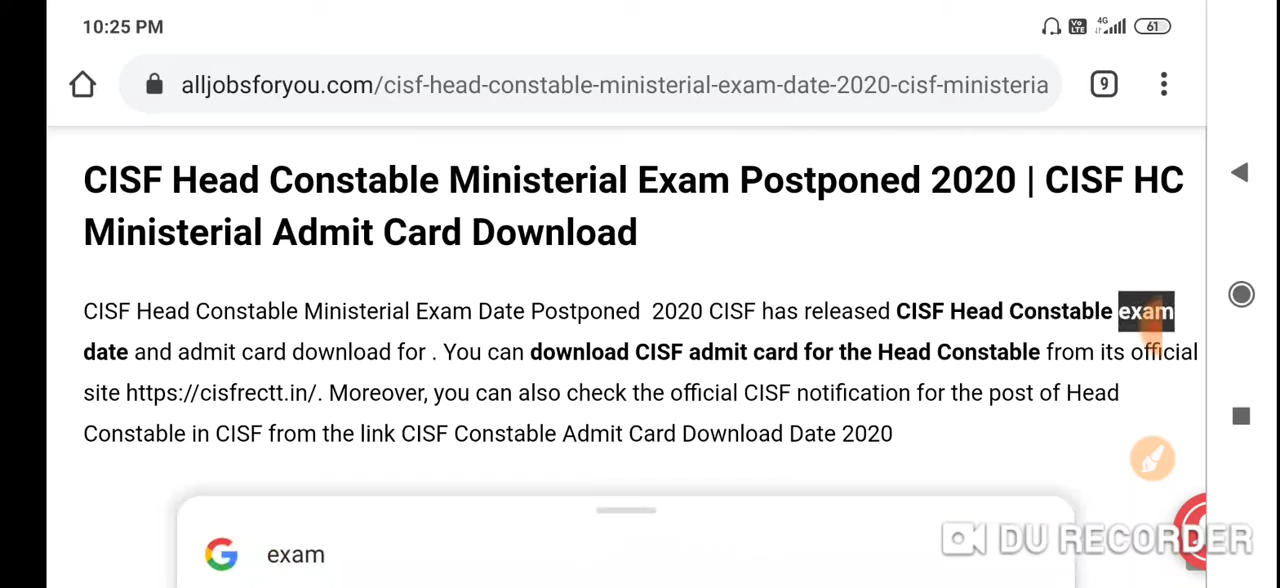 10:25 PM
Vo LTE 4G 61
alljobsforyou.com/cisf-head-constable-ministerial-exam-date-2020-cisf-ministeria
9
CISF Head Constable Ministerial Exam Postponed 2020 | CISF HC
Ministerial Admit Card Download
CISF Head Constable Ministerial Exam Date Postponed 2020 CISF has released CISF Head Constable exam
date and admit card download for . You can download CISF admit card for the Head Constable from its official
site https://cisfrectt.in/. Moreover, you can also check the official CISF notification for the post of Head
Constable in CISF from the link CISF Constable Admit Card Download Date 2020
G exam
DU RECORDER